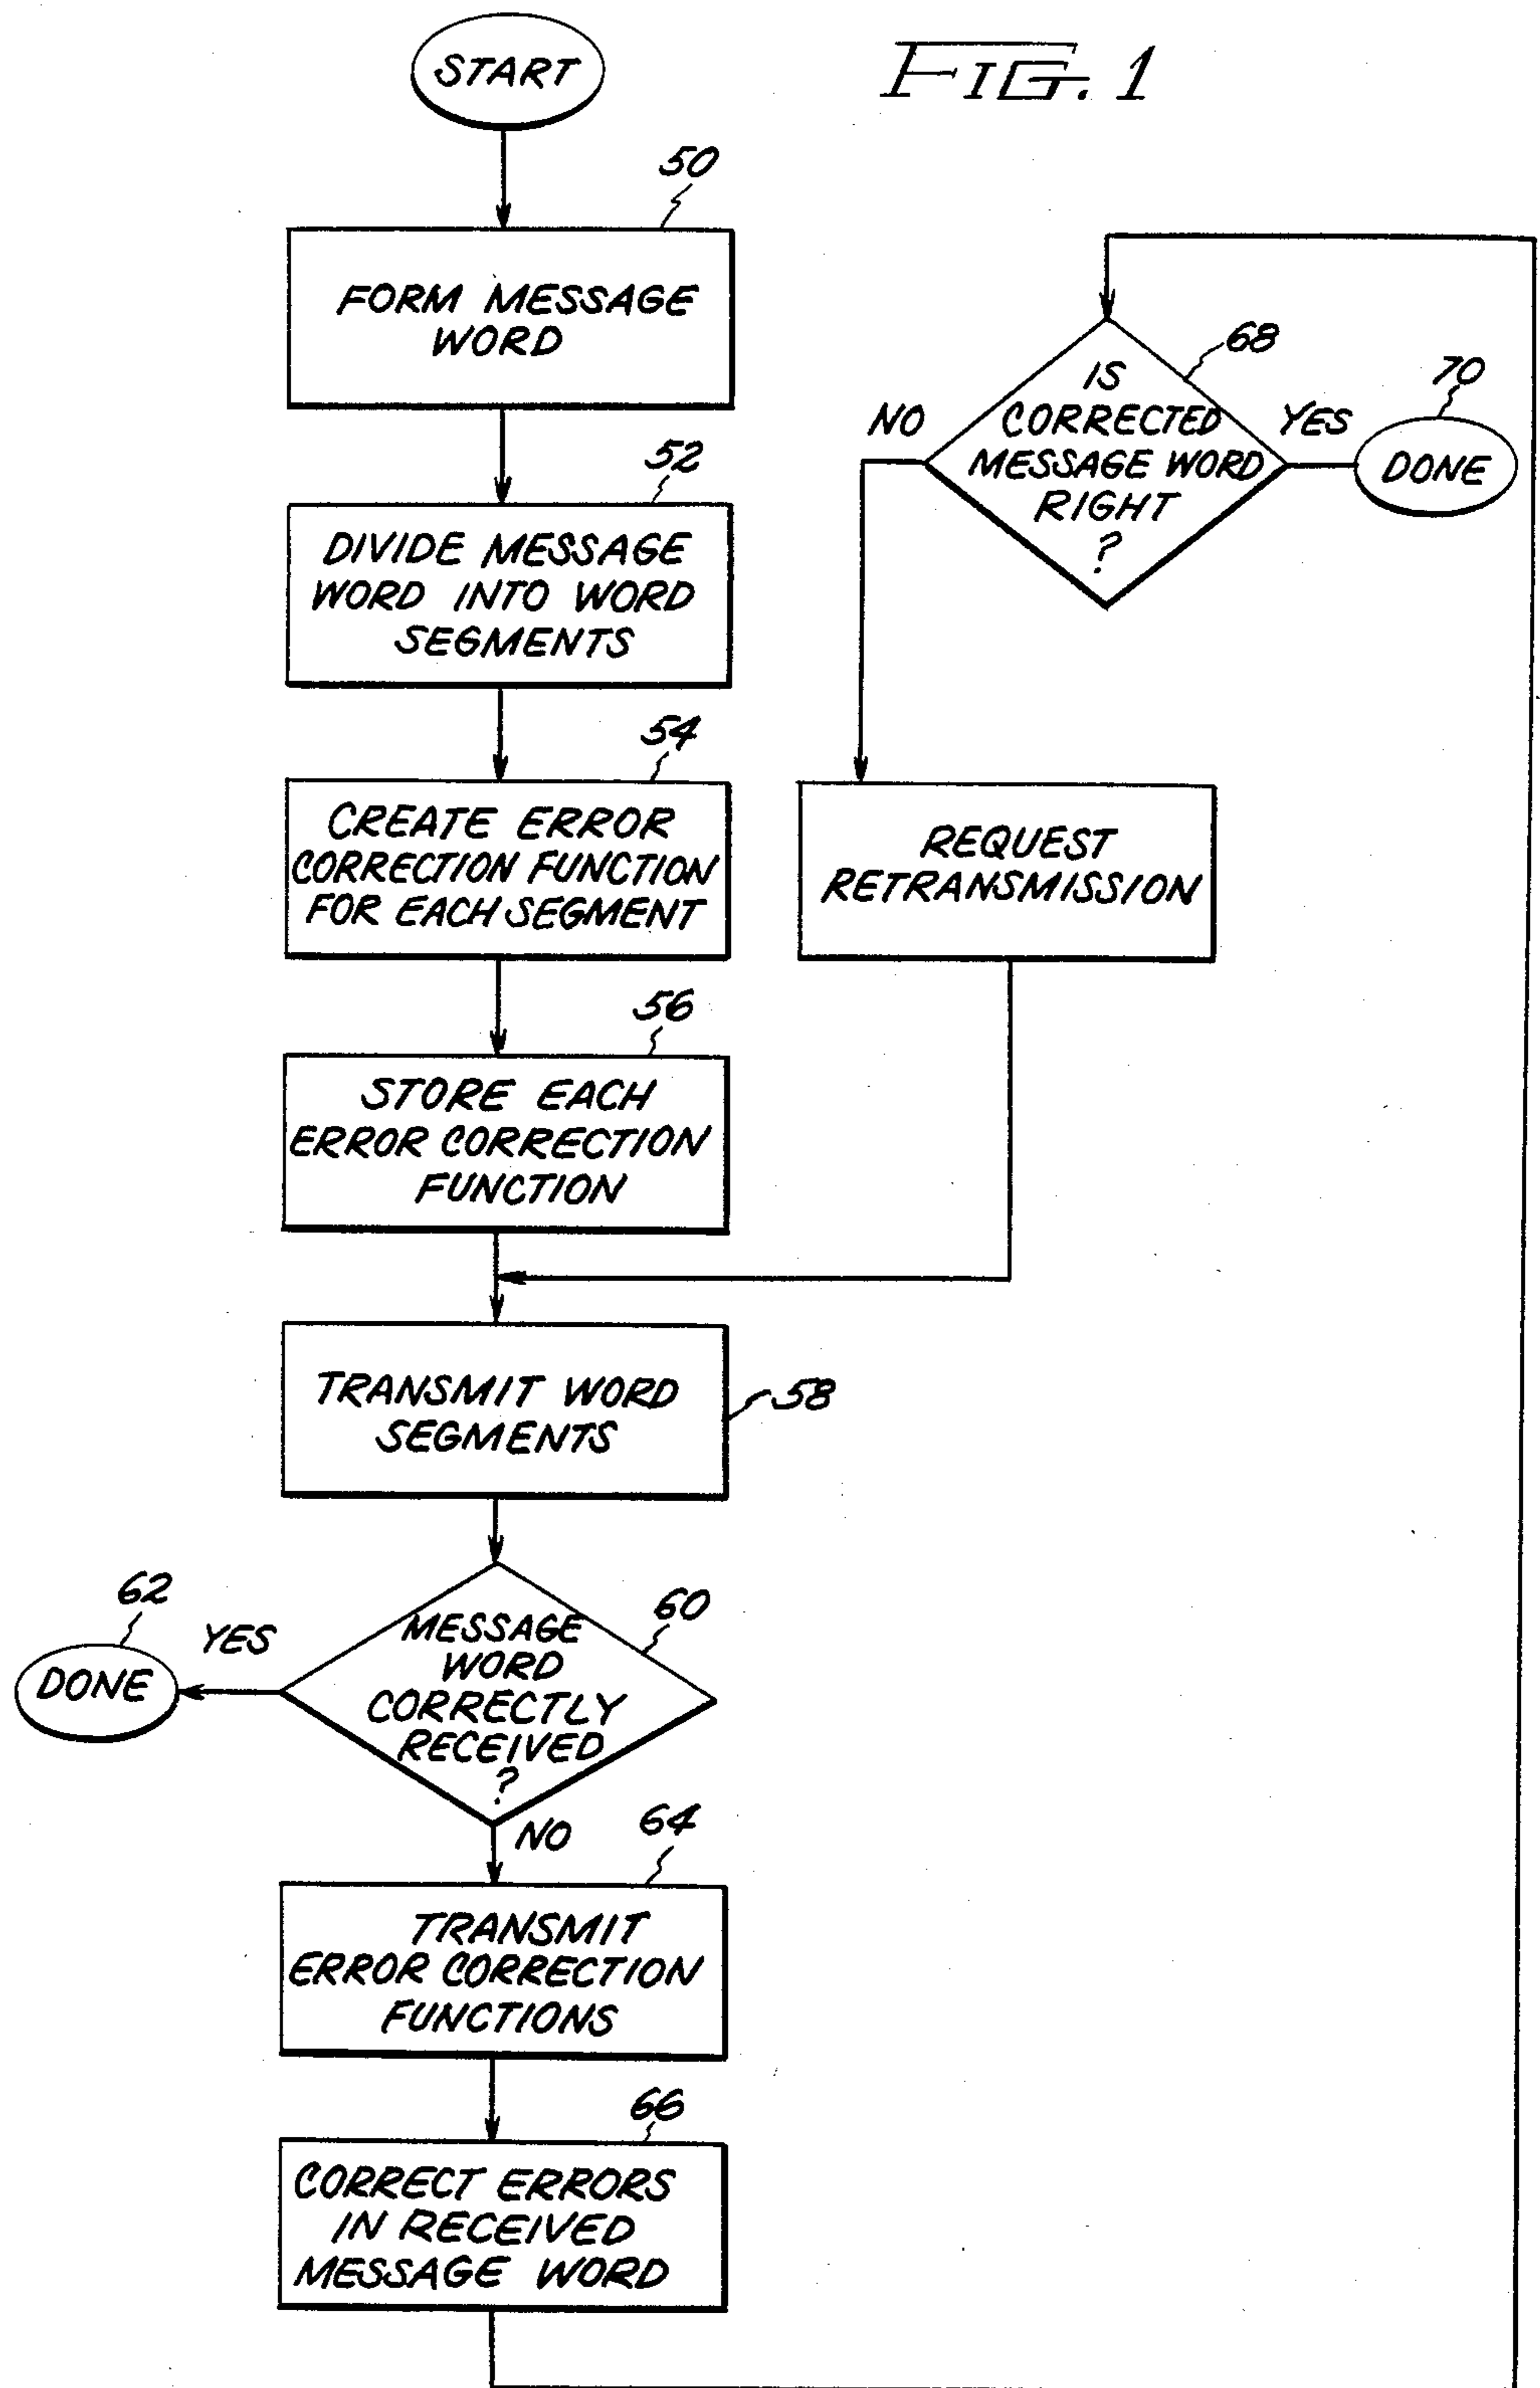 START
FIG. 1
50
FORM MESSAGE
WORD
52
DIVIDE MESSAGE
WORD INTO WORD
SEGMENTS
54
CREATE ERROR
CORRECTION FUNCTION
FOR EACH SEGMENT
56
STORE EACH
ERROR CORRECTION
FUNCTION
TRANSMIT WORD
SEGMENTS
58
60
MESSAGE
WORD
CORRECTLY
RECEIVED
?
62
YES
DONE
NO
64
TRANSMIT
ERROR CORRECTION
FUNCTIONS
66
CORRECT ERRORS
IN RECEIVED
MESSAGE WORD
68
IS
CORRECTED
MESSAGE WORD
RIGHT
?
NO
YES
70
DONE
REQUEST
RETRANSMISSION